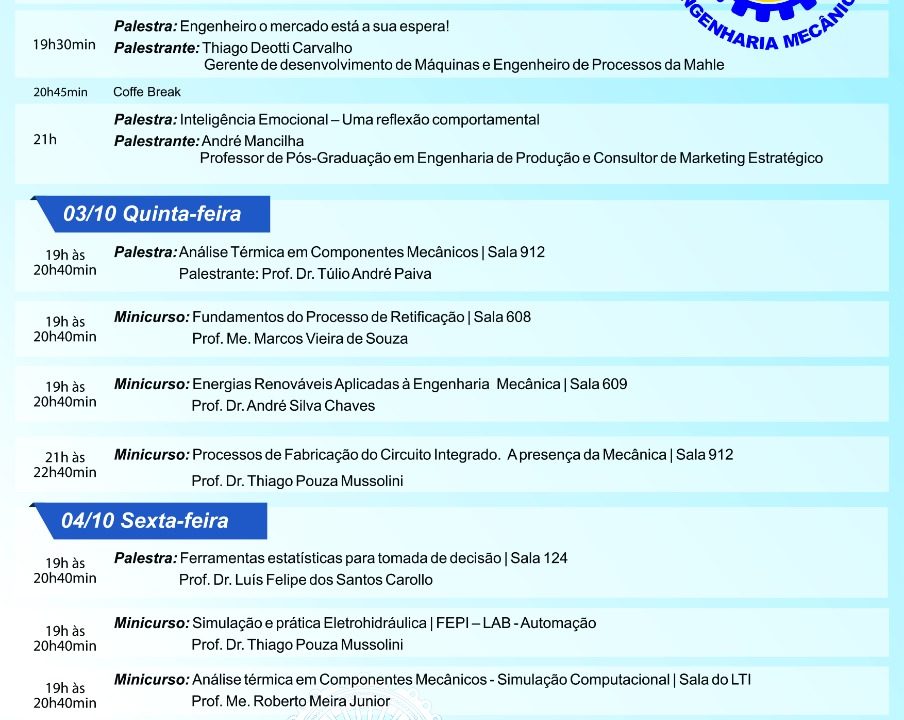 ENGENHARIA MECÂNICA
19h30min
Palestra: Engenheiro o mercado está a sua espera!
Palestrante: Thiago Deotti Carvalho
Gerente de desenvolvimento de Máquinas e Engenheiro de Processos da Mahle
20h45min Coffe Break
21h
Palestra: Inteligência Emocional – Uma reflexão comportamental
Palestrante: André Mancilha
Professor de Pós-Graduação em Engenharia de Produção e Consultor de Marketing Estratégico
03/10 Quinta-feira
19h às
20h40min
Palestra: Análise Térmica em Componentes Mecânicos | Sala 912
Palestrante: Prof. Dr. Túlio André Paiva
19h às
20h40min
Minicurso: Fundamentos do Processo de Retificação | Sala 608
Prof. Me. Marcos Vieira de Souza
19h às
20h40min
Minicurso: Energias Renováveis Aplicadas à Engenharia Mecânica | Sala 609
Prof. Dr. André Silva Chaves
21h às
22h40min
Minicurso: Processos de Fabricação do Circuito Integrado. A presença da Mecânica | Sala 912
Prof. Dr. Thiago Pouza Mussolini
04/10 Sexta-feira
19h às
20h40min
Palestra: Ferramentas estatísticas para tomada de decisão | Sala 124
Prof. Dr. Luís Felipe dos Santos Carollo
19h às
20h40min
Minicurso: Simulação e prática Eletrohidráulica | FEPI – LAB - Automação
Prof. Dr. Thiago Pouza Mussolini
19h às
20h40min
Minicurso: Análise térmica em Componentes Mecânicos - Simulação Computacional | Sala do LTI
Prof. Me. Roberto Meira Junior